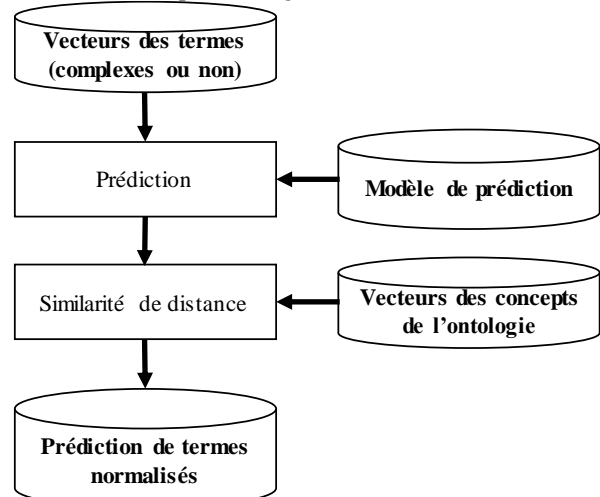 Vecteurs des termes
(complexes ou non)
Prédiction
Modèle de prédiction
Similarité de distance
Vecteurs des concepts
de l'ontologie
Prédiction de termes
normalisés